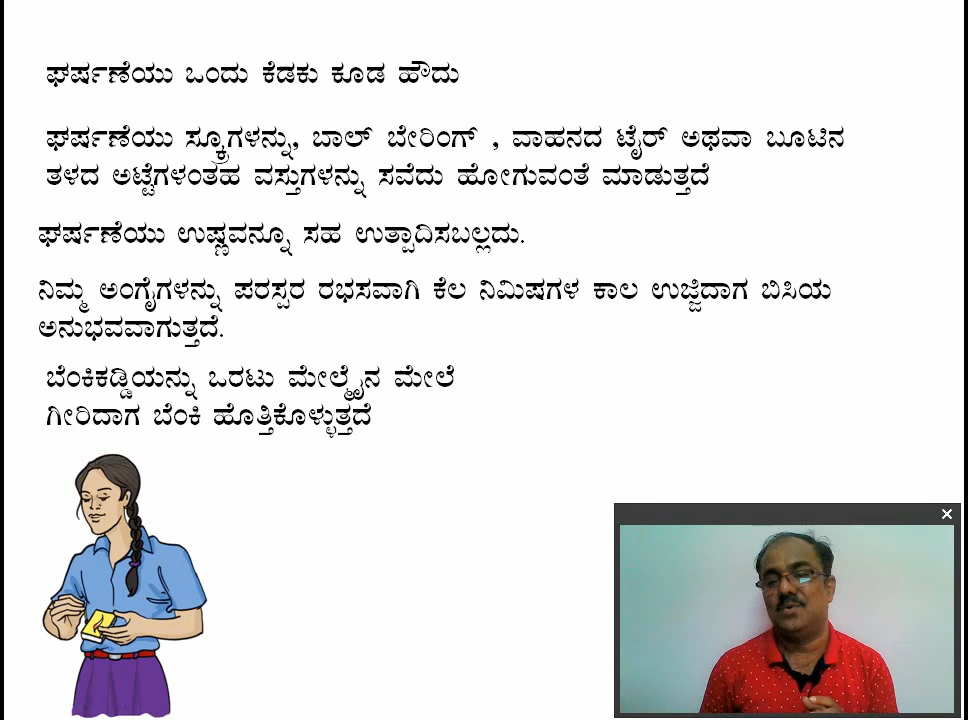 ಘರ್ಷಣೆಯು ಒಂದು ಕೆಡಕು ಕೂಡ ಹೌದು
ಘರ್ಷಣೆಯು ಸ್ಕ್ರೂಗಳನ್ನು, ಬಾಲ್ ಬೇರಿಂಗ್ , ವಾಹನದ ಟೈರ್ ಅಥವಾ ಬೂಟಿನ
ತಳದ ಅಟ್ಟೆಗಳಂತಹ ವಸ್ತುಗಳನ್ನು ಸವೆದು ಹೋಗುವಂತೆ ಮಾಡುತ್ತದೆ
ಘರ್ಷಣೆಯು ಉಷ್ಣವನ್ನೂ ಸಹ ಉತ್ಪಾದಿಸಬಲ್ಲದು.
ನಿಮ್ಮ ಅಂಗೈಗಳನ್ನು ಪರಸ್ಪರ ರಭಸವಾಗಿ ಕೆಲ ನಿಮಿಷಗಳ ಕಾಲ ಉಜ್ಜಿದಾಗ ಬಿಸಿಯ
ಅನುಭವವಾಗುತ್ತದೆ.
ಬೆಂಕಿಕಡ್ಡಿಯನ್ನು ಒರಟು ಮೇಲ್ಮೈನ ಮೇಲೆ
ಗೀರಿದಾಗ ಬೆಂಕಿ ಹೊತ್ತಿಕೊಳ್ಳುತ್ತದೆ